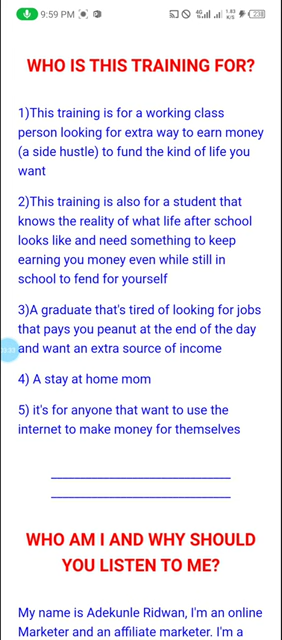 9:59 PM
4G
1.83
K/S
238
WHO IS THIS TRAINING FOR?
1)This training is for a working class
person looking for extra way to earn money
(a side hustle) to fund the kind of life you
want
2)This training is also for a student that
knows the reality of what life after school
looks like and need something to keep
earning you money even while still in
school to fend for yourself
3)A graduate that's tired of looking for jobs
that pays you peanut at the end of the day
and want an extra source of income
4) A stay at home mom
5) it's for anyone that want to use the
internet to make money for themselves
WHO AM I AND WHY SHOULD
YOU LISTEN TO ME?
My name is Adekunle Ridwan, I'm an online
Marketer and an affiliate marketer. I'm a